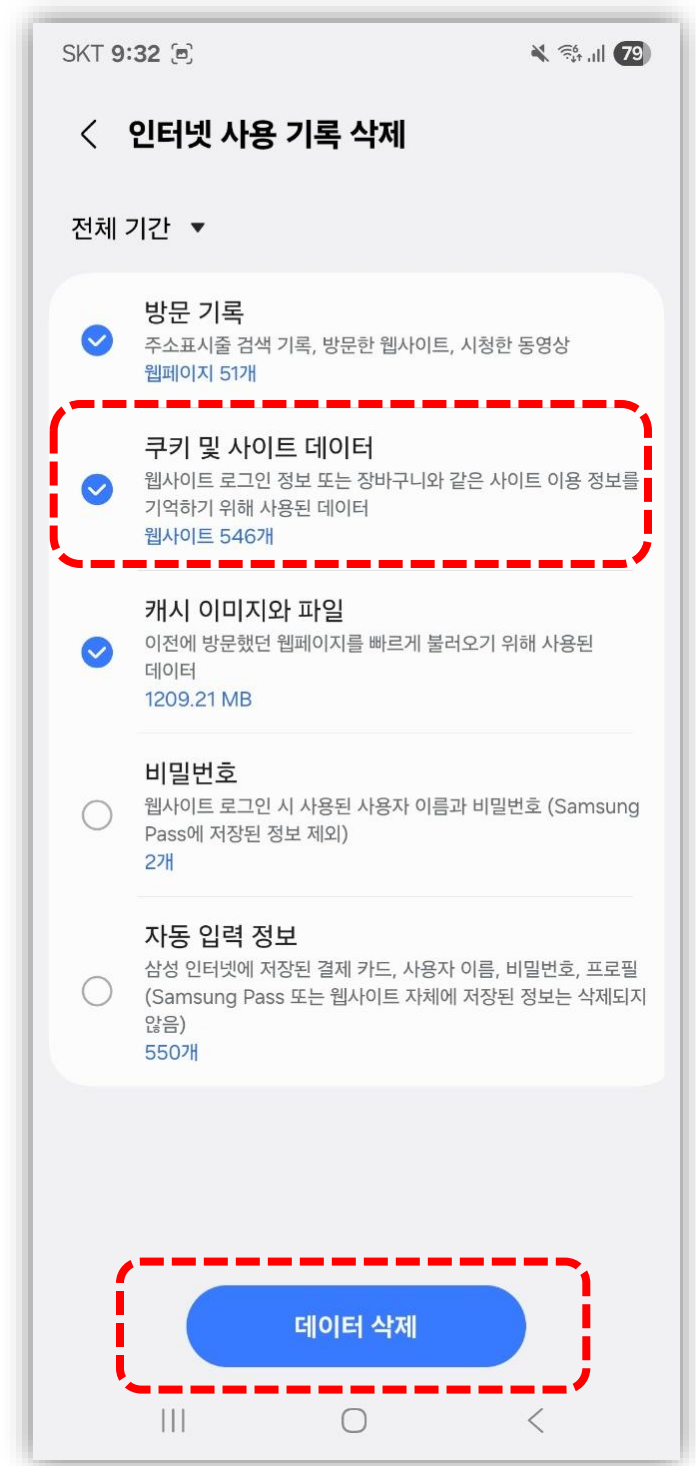 SKT 9:32
79
인터넷 사용 기록 삭제
전체 기간
방문 기록
주소표시줄 검색 기록, 방문한 웹사이트, 시청한 동영상
웹페이지 51개
쿠키 및 사이트 데이터
웹사이트 로그인 정보 또는 장바구니와 같은 사이트 이용 정보를
기억하기 위해 사용된 데이터
웹사이트 546개
캐시 이미지와 파일
이전에 방문했던 웹페이지를 빠르게 불러오기 위해 사용된
데이터
1209.21 MB
비밀번호
웹사이트 로그인 시 사용된 사용자 이름과 비밀번호 (Samsung
Pass에 저장된 정보 제외)
2개
자동 입력 정보
삼성 인터넷에 저장된 결제 카드, 사용자 이름, 비밀번호, 프로필
(Samsung Pass 또는 웹사이트 자체에 저장된 정보는 삭제되지
않음)
550개
데이터 삭제